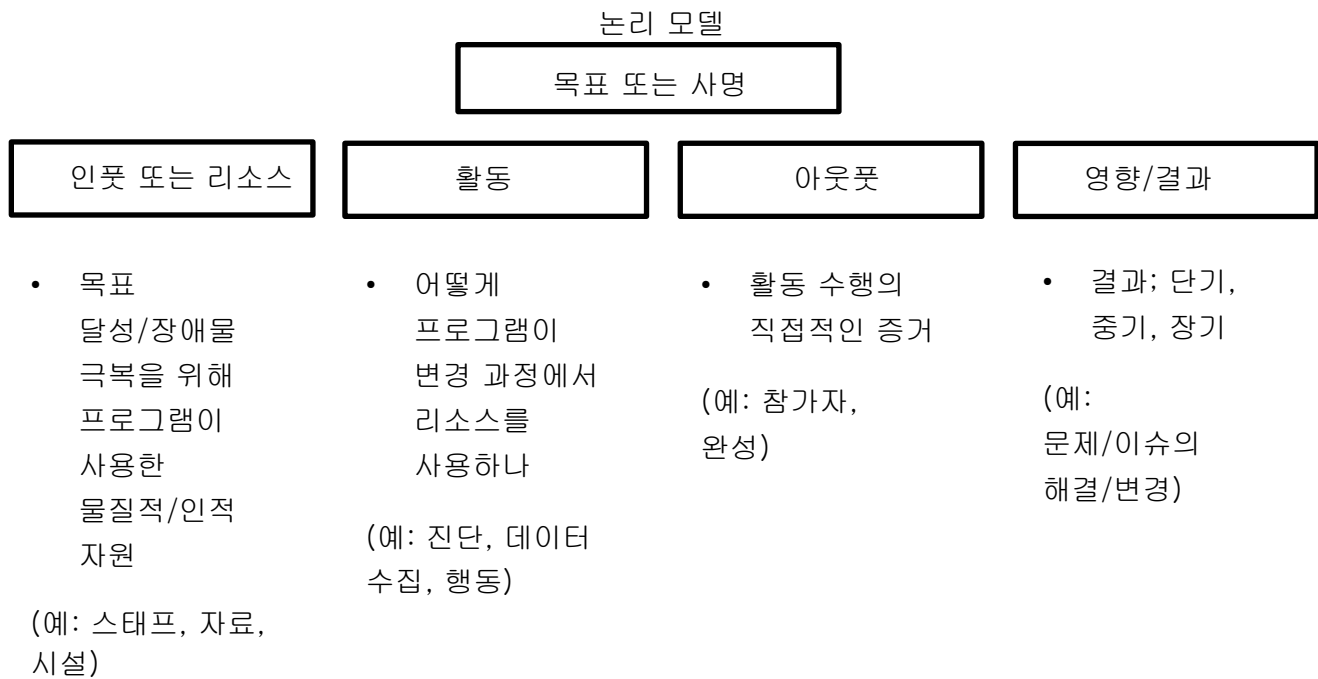 논리 모델
목표 또는 사명
인풋 또는 리소스
활동
아웃풋
영향/결과
• 목표
달성/장애물
극복을 위해
프로그램이
사용한
물질적/인적
자원
(예: 스태프, 자료,
시설)
• 어떻게
프로그램이
변경 과정에서
리소스를
사용하나
(예: 진단, 데이터
수집, 행동)
• 활동 수행의
직접적인 증거
(예: 참가자,
완성)
• 결과; 단기,
중기, 장기
(예:
문제/이슈의
해결/변경)